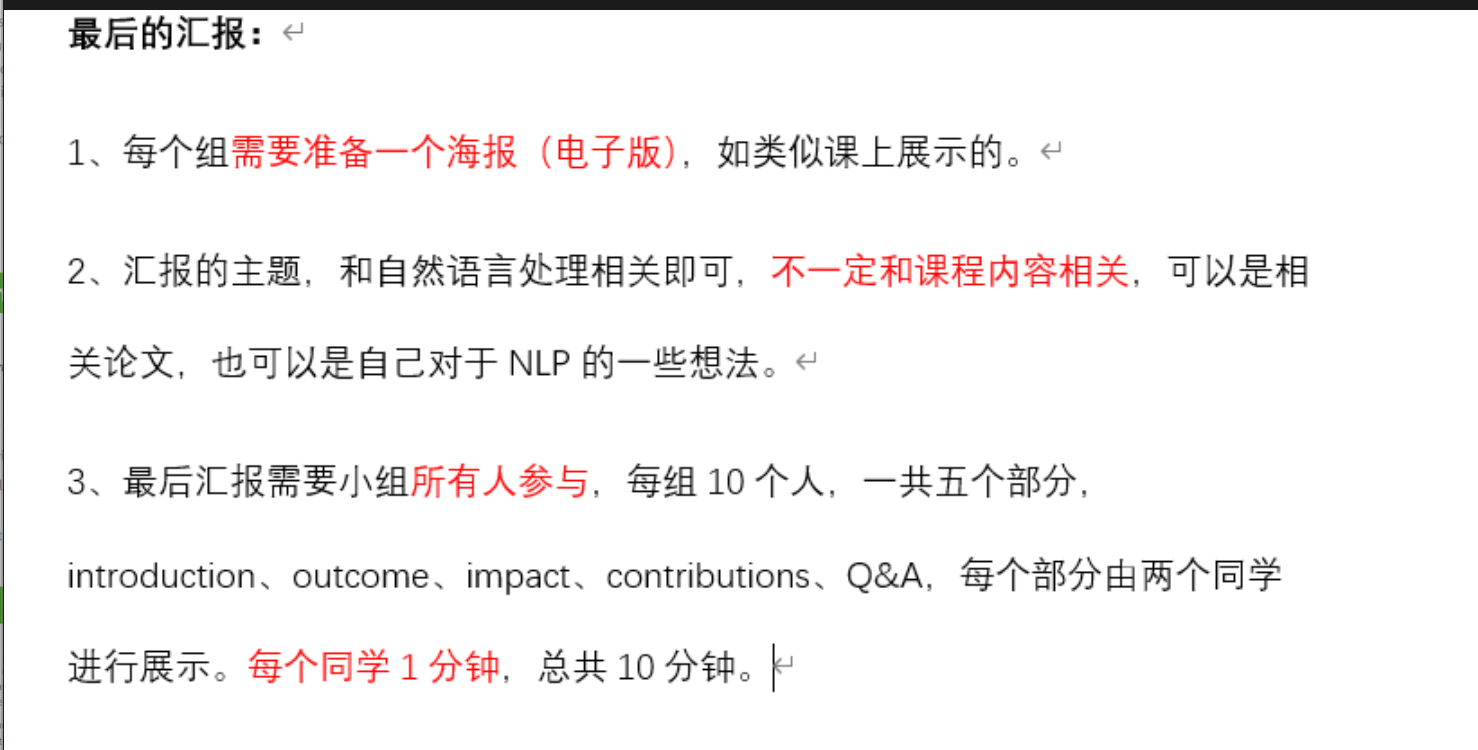 最后的汇报：
1、每个组需要准备一个海报（电子版），如类似课上展示的。
2、汇报的主题，和自然语言处理相关即可，不一定和课程内容相关，可以是相
关论文，也可以是自己对于 NLP 的一些想法。
3、最后汇报需要小组所有人参与，每组 10 个人，一共五个部分，
introduction、outcome、impact、contributions、Q&A，每个部分由两个同学
进行展示。每个同学 1 分钟，总共 10 分钟。